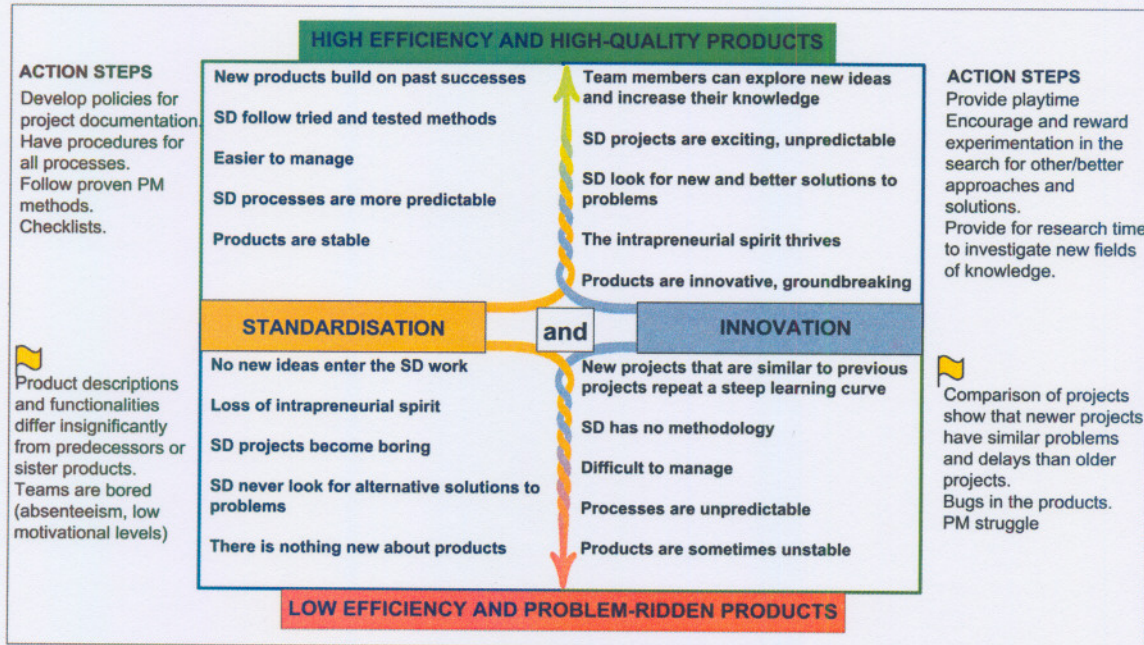 HIGH EFFICIENCY AND HIGH-QUALITY PRODUCTS
ACTION STEPS
Develop policies for
project documentation.
Have procedures for
all processes.
Follow proven PM
methods.
Checklists.
New products build on past successes
SD follow tried and tested methods
Easier to manage
SD processes are more predictable
Products are stable
Team members can explore new ideas
and increase their knowledge
SD projects are exciting, unpredictable
SD look for new and better solutions to
problems
The intrapreneurial spirit thrives
Products are innovative, groundbreaking
ACTION STEPS
Provide playtime
Encourage and reward
experimentation in the
search for other/better
approaches and
solutions.
Provide for research time
to investigate new fields
of knowledge.
STANDARDISATION
and
INNOVATION
Product descriptions
and functionalities
differ insignificantly
from predecessors or
sister products.
Teams are bored
(absenteeism, low
motivational levels)
No new ideas enter the SD work
Loss of intrapreneurial spirit
SD projects become boring
SD never look for alternative solutions to
problems
There is nothing new about products
New projects that are similar to previous
projects repeat a steep learning curve
SD has no methodology
Difficult to manage
Processes are unpredictable
Products are sometimes unstable
Comparison of projects
show that newer projects
have similar problems
and delays than older
projects.
Bugs in the products.
PM struggle
LOW EFFICIENCY AND PROBLEM-RIDDEN PRODUCTS